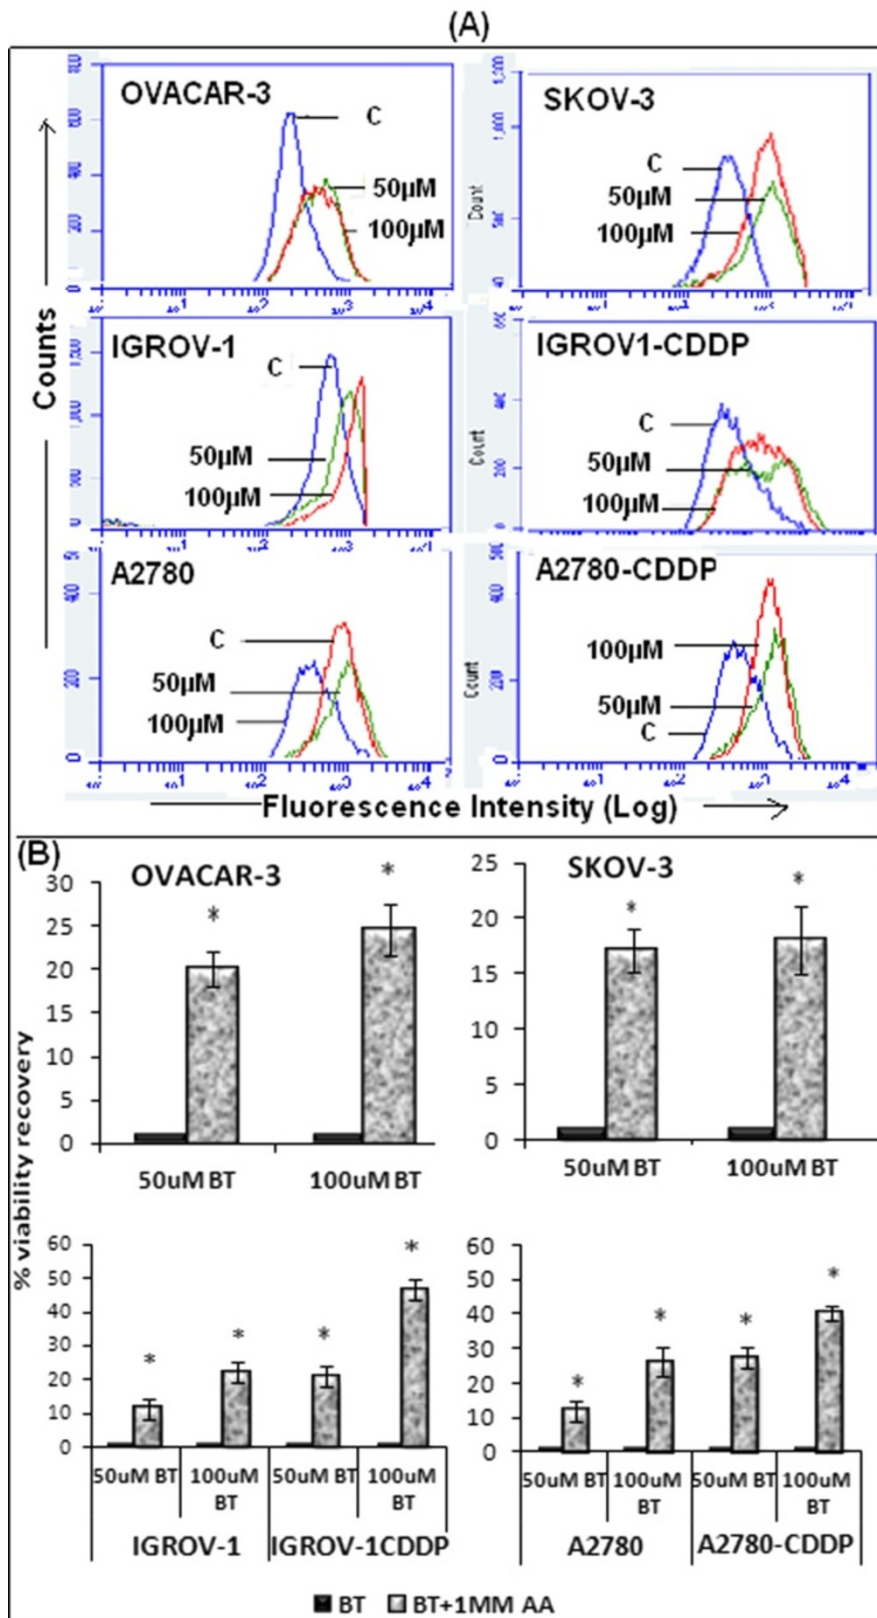 (A)
OVACAR-3
C
50µM
100µM
SKOV-3
C
50µM
100µM
Count
IGROV-1
C
50µM
100µM
IGROV1-CDDP
C
50µM
100µM
Count
A2780
C
50µM
100µM
A2780-CDDP
100µM
50µM
C
Count
Counts
Fluorescence Intensity (Log)
(B)
% viability recovery
OVACAR-3
30
25
20
15
10
5
0
* *
50uM BT 100uM BT
SKOV-3
25
20
15
10
5
0
* *
50uM BT 100uM BT
60
50
40
30
20
10
0
* * * *
50uM BT 100uM BT 50uM BT 100uM BT
IGROV-1 IGROV-1CDDP
60
50
40
30
20
10
0
* * * *
50uM BT 100uM BT 50uM BT 100uM BT
A2780 A2780-CDDP
BT BT+1MM AA